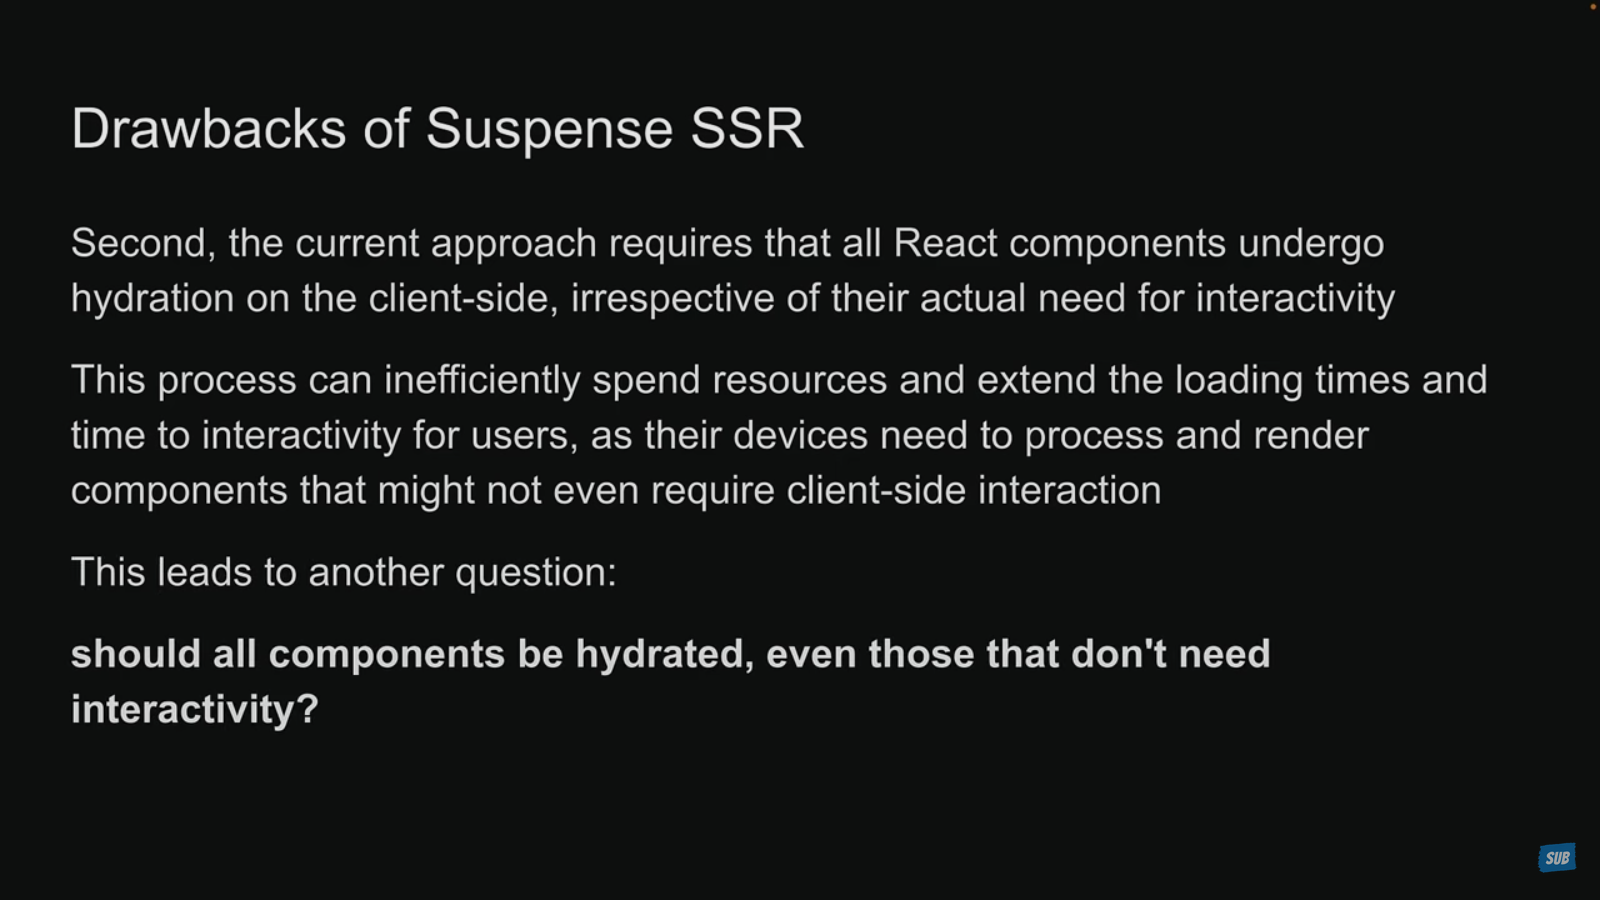 Drawbacks of Suspense SSR
Second, the current approach requires that all React components undergo
hydration on the client-side, irrespective of their actual need for interactivity
This process can inefficiently spend resources and extend the loading times and
time to interactivity for users, as their devices need to process and render
components that might not even require client-side interaction
This leads to another question:
should all components be hydrated, even those that don't need
interactivity?
SUB